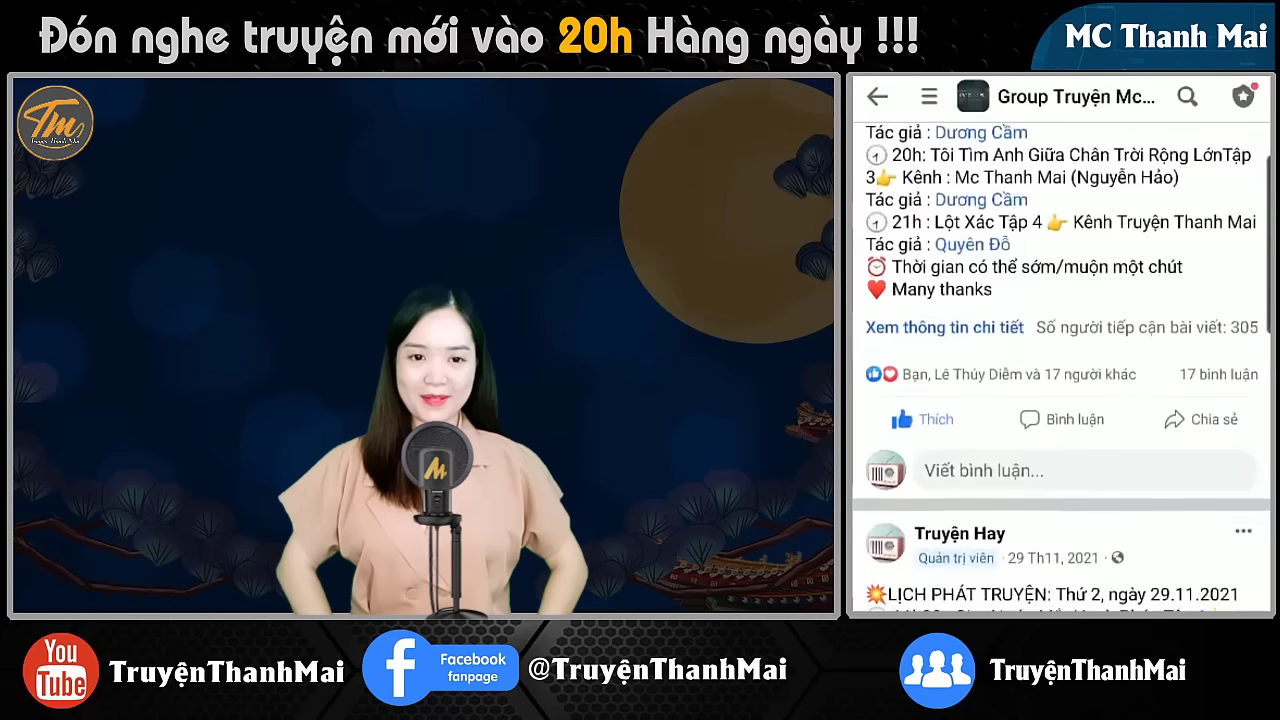 Đón nghe truyện mới vào 20h Hàng ngày !!!
MC Thanh Mai
Tm
Truyện Thanh Mai
Group Truyện Mc...
Tác giả : Dương Cầm
20h: Tôi Tìm Anh Giữa Chân Trời Rộng LớnTập
3👉 Kênh : Mc Thanh Mai (Nguyễn Hảo)
Tác giả : Dương Cầm
21h : Lột Xác Tập 4 👉 Kênh Truyện Thanh Mai
Tác giả : Quyên Đỗ
⏰ Thời gian có thể sớm/muộn một chút
❤️ Many thanks
Xem thông tin chi tiết Số người tiếp cận bài viết: 305
Bạn, Lê Thúy Diễm và 17 người khác 17 bình luận
Thích Bình luận Chia sẻ
Viết bình luận...
Truyện Hay
Quản trị viên · 29 Th11, 2021 ·
💥LỊCH PHÁT TRUYỆN: Thứ 2, ngày 29.11.2021
You Tube TruyệnThanhMai
Facebook fanpage @TruyệnThanhMai
TruyệnThanhMai